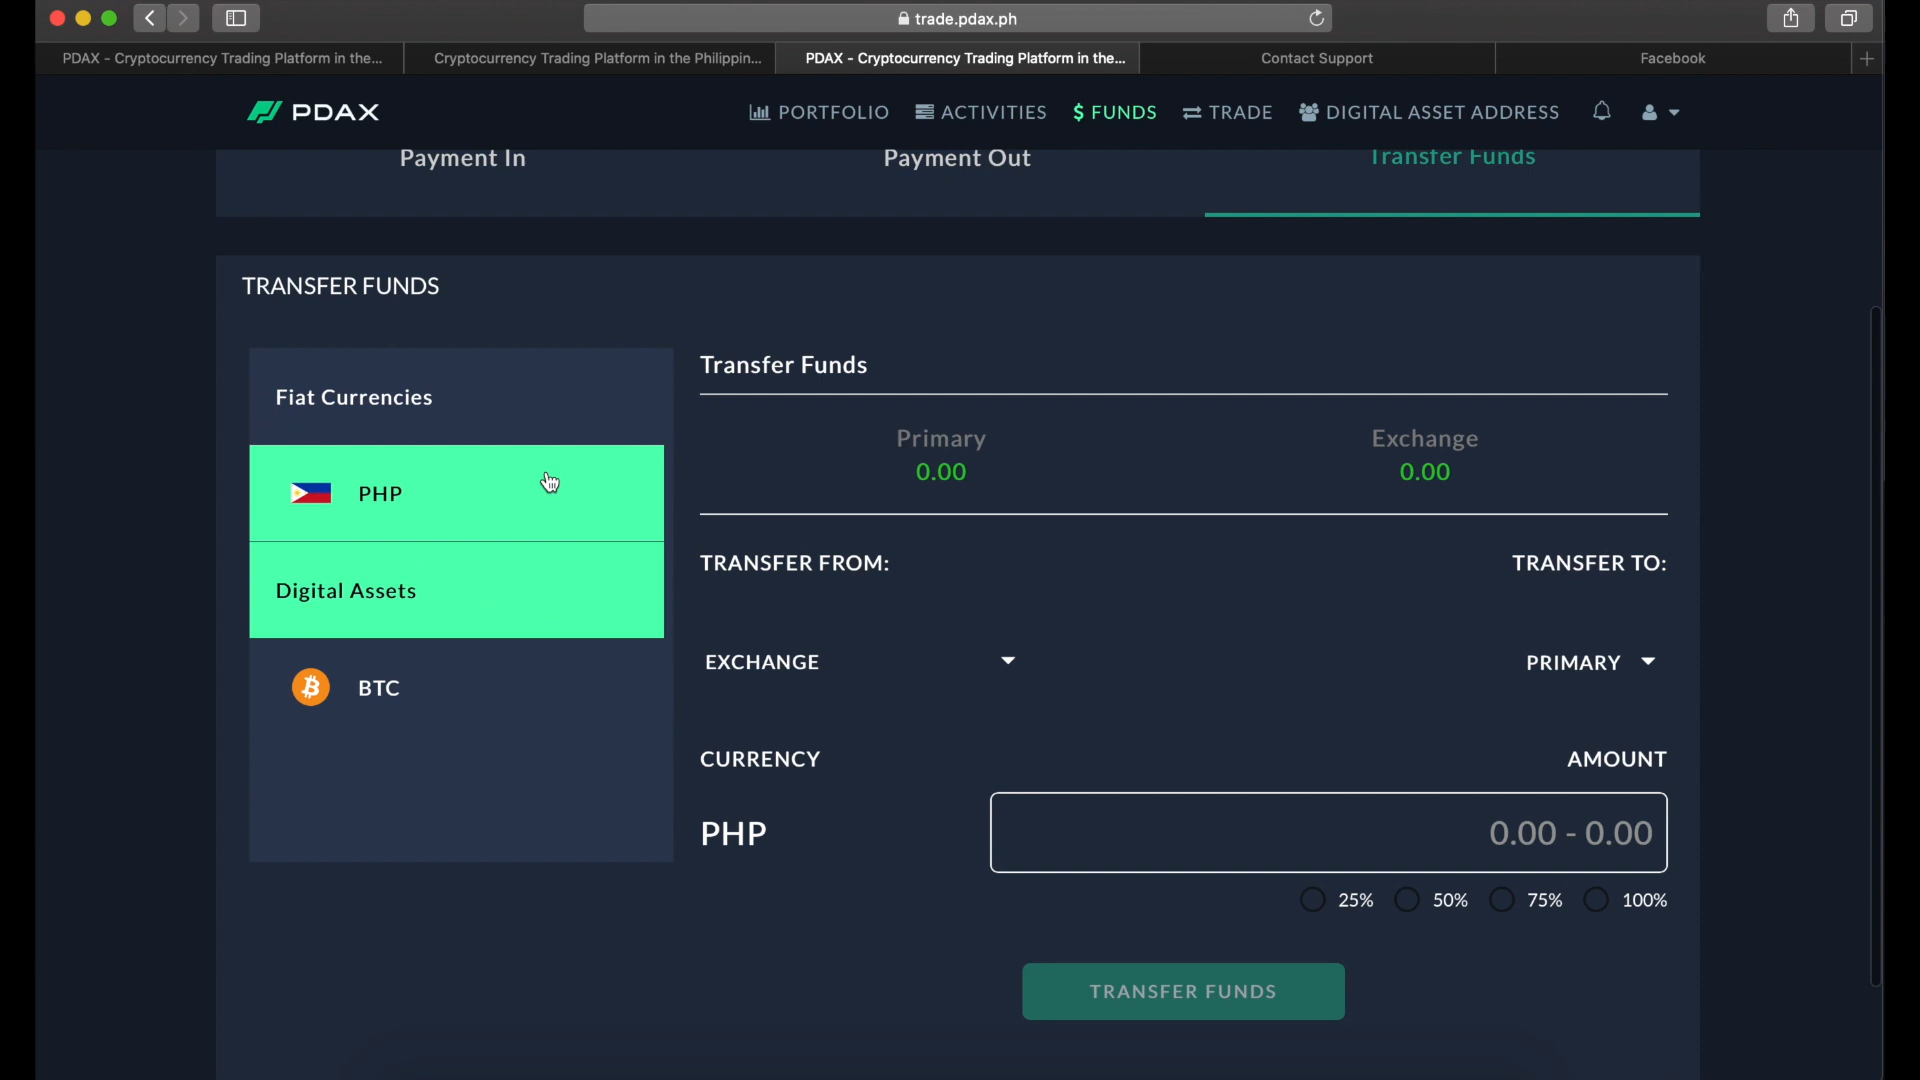 trade.pdax.ph
PDAX - Cryptocurrency Trading Platform in the...
Cryptocurrency Trading Platform in the Philippin...
PDAX - Cryptocurrency Trading Platform in the...
Contact Support
Facebook
PDAX
PORTFOLIO
ACTIVITIES
$ FUNDS
TRADE
DIGITAL ASSET ADDRESS
Payment In
Payment Out
Transfer Funds
TRANSFER FUNDS
Fiat Currencies
PHP
Digital Assets
BTC
Transfer Funds
Primary
0.00
Exchange
0.00
TRANSFER FROM:
TRANSFER TO:
EXCHANGE
PRIMARY
CURRENCY
AMOUNT
PHP
0.00 - 0.00
25%
50%
75%
100%
TRANSFER FUNDS